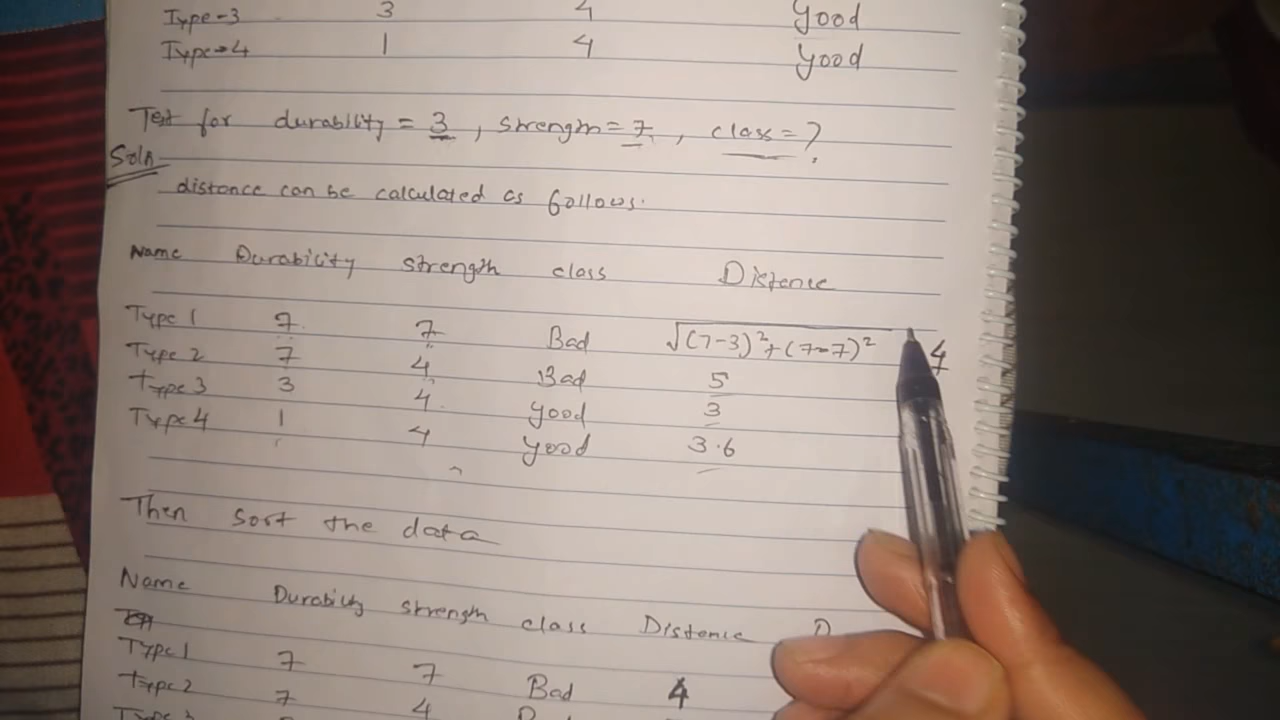 Type-3 3 4 Good
Type-4 1 4 Good
Test for durability = 3, strength = 7, class = ?
Soln
distance can be calculated as follows.
Name Durability strength class Distence
Type 1 7 7 Bad √(7-3)²+(7-7)² 4
Type 2 7 4 Bad 5
Type 3 3 4 Good 3
Type 4 1 4 Good 3.6
Then sort the data
Name Durability strength class Distence
Type 1 7 7 Bad 4
Type 2 7 4